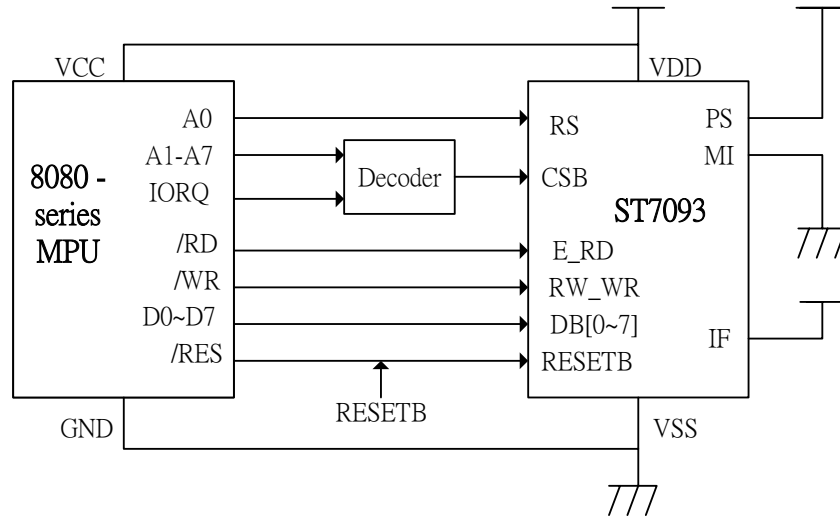 VCC
VDD
A0
RS
PS
A1-A7
MI
8080 -
series
MPU
IORQ
Decoder
CSB
ST7093
/RD
E_RD
/WR
RW_WR
D0~D7
DB[0~7]
IF
/RES
RESETB
RESETB
GND
VSS